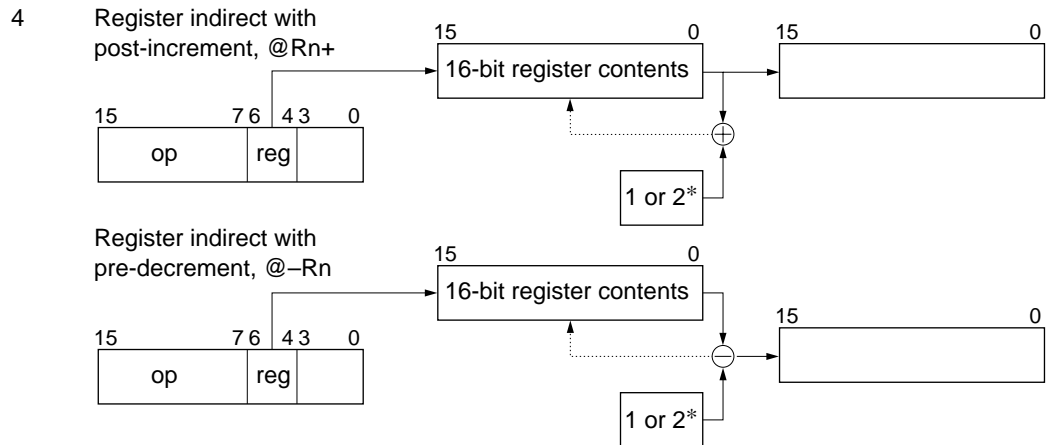 4 Register indirect with
post-increment, @Rn+
15 0 15 0
16-bit register contents
15 7 6 4 3 0
op reg
1 or 2*
Register indirect with
pre-decrement, @–Rn
15 0
16-bit register contents
15 0
15 7 6 4 3 0
op reg
1 or 2*